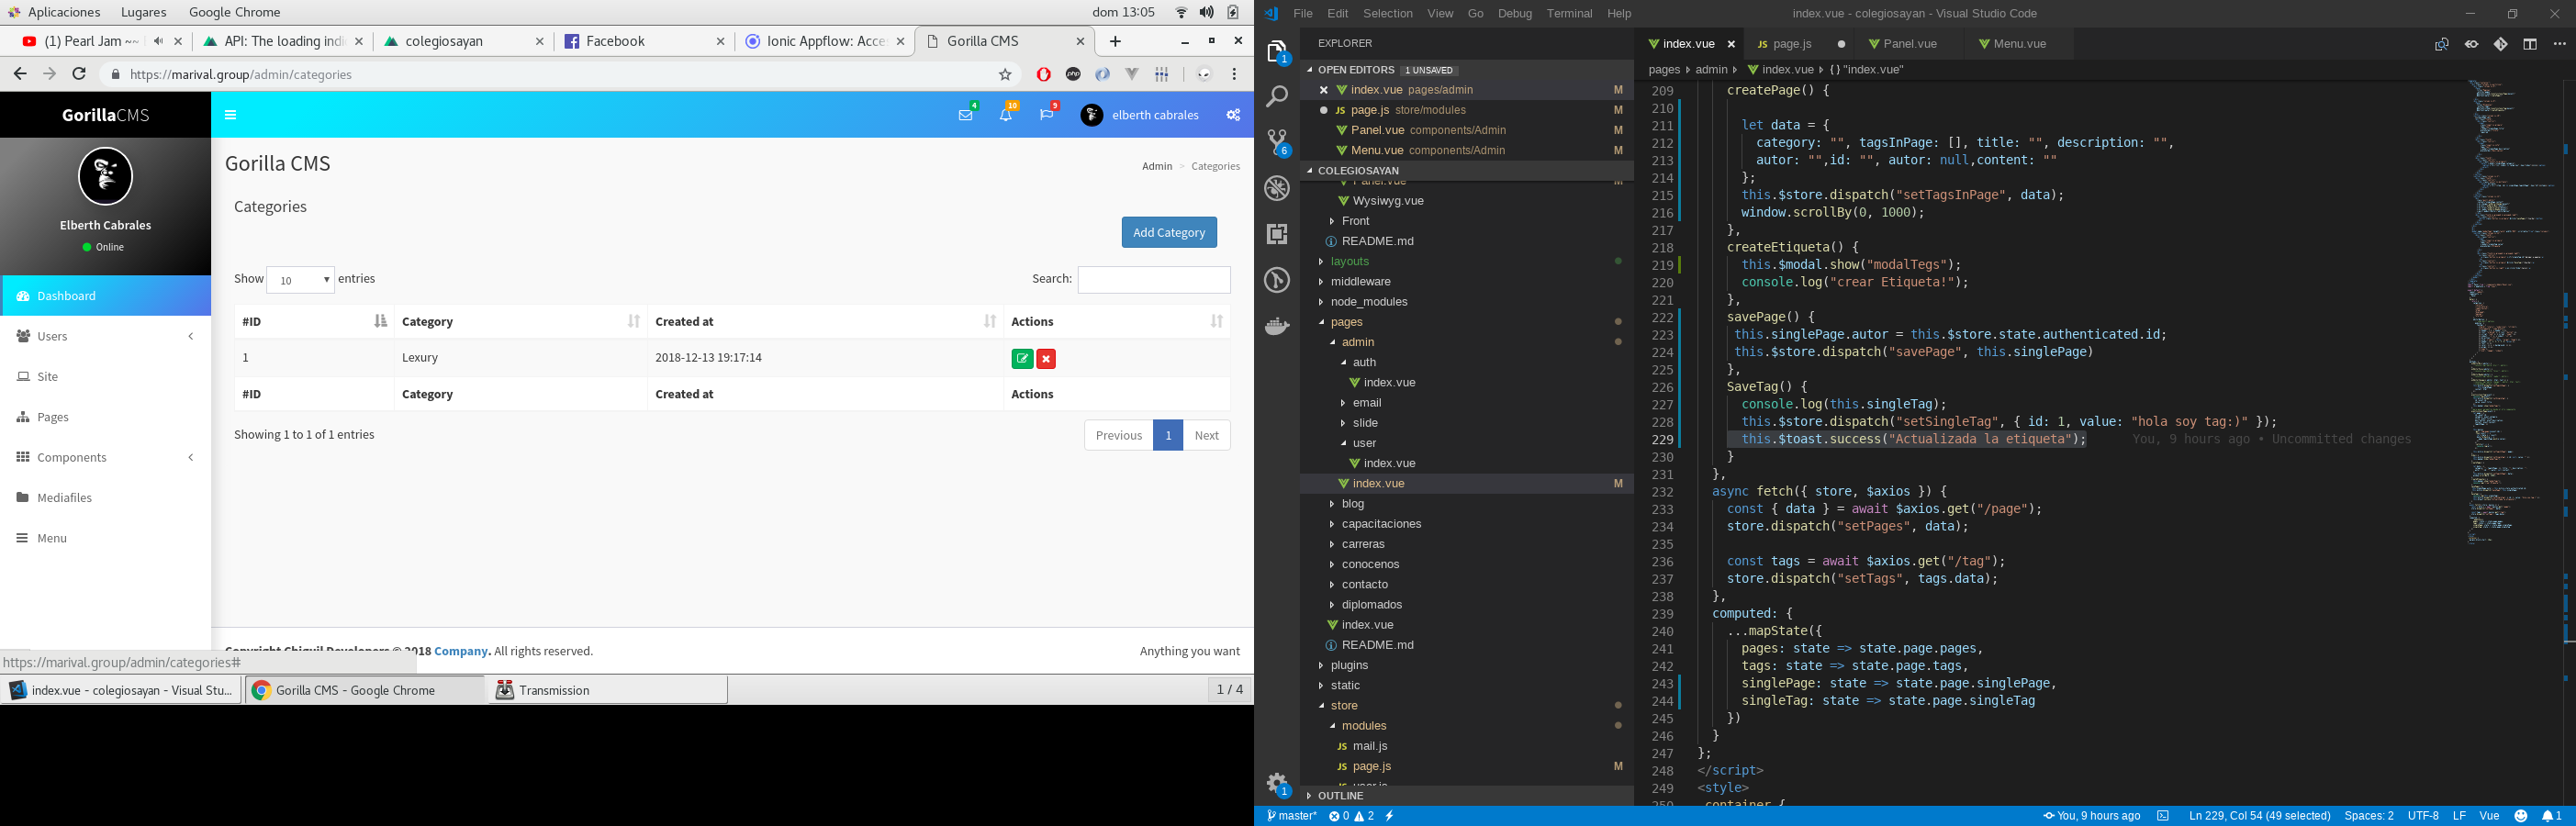 Aplicaciones Lugares Google Chrome dom 13:05
(1) Pearl Jam ~~ API: The loading indi colegiosayan Facebook Ionic Appflow: Acces Gorilla CMS
https://marival.group/admin/categories
GorillaCMS
4 10 9 elberth cabrales
Elberth Cabrales
Online
Dashboard
Users
Site
Pages
Components
Mediafiles
Menu
Gorilla CMS
Admin > Categories
Categories
Add Category
Show 10 entries Search:
#ID Category Created at Actions
1 Lexury 2018-12-13 19:17:14
#ID Category Created at Actions
Showing 1 to 1 of 1 entries Previous 1 Next
Copyright Chiquil Developers © 2018 Company. All rights reserved. Anything you want
https://marival.group/admin/categories#
index.vue - colegiosayan - Visual Stu... Gorilla CMS - Google Chrome Transmission 1 / 4
File Edit Selection View Go Debug Terminal Help index.vue - colegiosayan - Visual Studio Code
1
6
1
EXPLORER
OPEN EDITORS 1 UNSAVED
index.vue pages/admin M
page.js store/modules M
Panel.vue components/Admin M
Menu.vue components/Admin M
COLEGIOSAYAN
Panel.vue M
Wysiwyg.vue
Front
README.md
layouts
middleware
node_modules
pages
admin
auth
index.vue
email
slide
user
index.vue
index.vue M
blog
capacitaciones
carreras
conocenos
contacto
diplomados
index.vue
README.md
plugins
static
store
modules
mail.js
page.js M
user.js
OUTLINE
index.vue page.js Panel.vue Menu.vue
pages admin index.vue {} "index.vue"
209 createPage() {
210
211 let data = {
212 category: "", tagsInPage: [], title: "", description: "",
213 autor: "",id: "", autor: null,content: ""
214 };
215 this.$store.dispatch("setTagsInPage", data);
216 window.scrollBy(0, 1000);
217 },
218 createEtiqueta() {
219 this.$modal.show("modalTegs");
220 console.log("crear Etiqueta!");
221 },
222 savePage() {
223 this.singlePage.autor = this.$store.state.authenticated.id;
224 this.$store.dispatch("savePage", this.singlePage)
225 },
226 SaveTag() {
227 console.log(this.singleTag);
228 this.$store.dispatch("setSingleTag", { id: 1, value: "hola soy tag:)" });
229 this.$toast.success("Actualizada la etiqueta"); You, 9 hours ago • Uncommitted changes
230 }
231 },
232 async fetch({ store, $axios }) {
233 const { data } = await $axios.get("/page");
234 store.dispatch("setPages", data);
235
236 const tags = await $axios.get("/tag");
237 store.dispatch("setTags", tags.data);
238 },
239 computed: {
240 ...mapState({
241 pages: state => state.page.pages,
242 tags: state => state.page.tags,
243 singlePage: state => state.page.singlePage,
244 singleTag: state => state.page.singleTag
245 })
246 }
247 };
248 </script>
249 <style>
250 .container {
master* 0 2 You, 9 hours ago Ln 229, Col 54 (49 selected) Spaces: 2 UTF-8 LF Vue 1